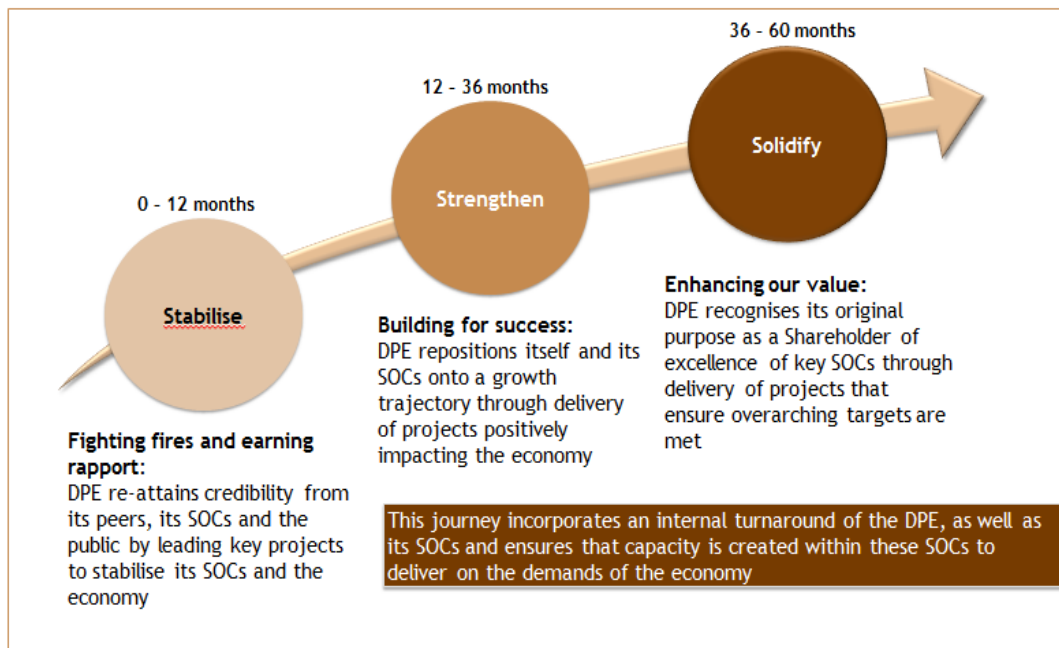 0 – 12 months
Stabilise
Fighting fires and earning
rapport:
DPE re-attains credibility from
its peers, its SOCs and the
public by leading key projects
to stabilise its SOCs and the
economy
12 – 36 months
Strengthen
Building for success:
DPE repositions itself and its
SOCs onto a growth
trajectory through delivery
of projects positively
impacting the economy
36 – 60 months
Solidify
Enhancing our value:
DPE recognises its original
purpose as a Shareholder of
excellence of key SOCs through
delivery of projects that
ensure overarching targets are
met
This journey incorporates an internal turnaround of the DPE, as well as
its SOCs and ensures that capacity is created within these SOCs to
deliver on the demands of the economy